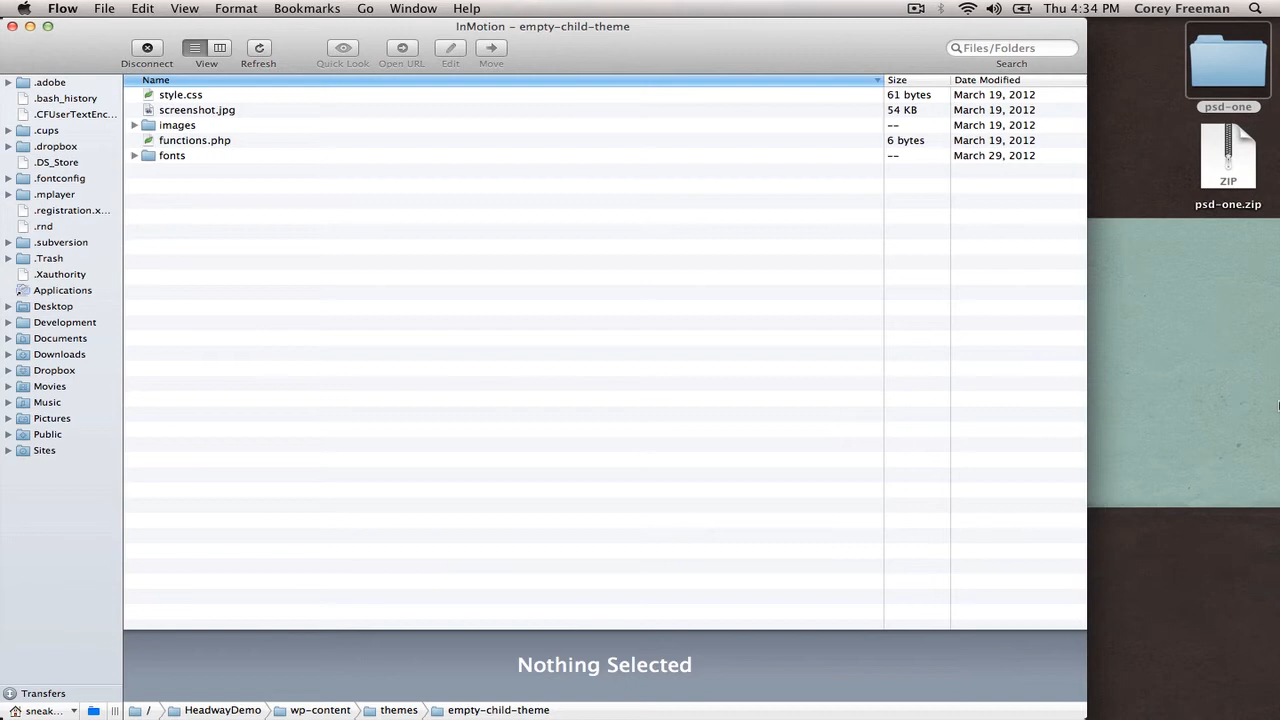 Flow File Edit View Format Bookmarks Go Window Help Thu 4:34 PM Corey Freeman
InMotion – empty-child-theme
Disconnect View Refresh Quick Look Open URL Edit Move Files/Folders Search
Name Size Date Modified
style.css 61 bytes March 19, 2012
screenshot.jpg 54 KB March 19, 2012
images -- March 19, 2012
functions.php 6 bytes March 19, 2012
fonts -- March 29, 2012
.adobe
.bash_history
.CFUserTextEnc...
.cups
.dropbox
.DS_Store
.fontconfig
.mplayer
.registration.x...
.rnd
.subversion
.Trash
.Xauthority
Applications
Desktop
Development
Documents
Downloads
Dropbox
Movies
Music
Pictures
Public
Sites
psd-one
ZIP
psd-one.zip
Nothing Selected
Transfers
sneak... / HeadwayDemo wp-content themes empty-child-theme